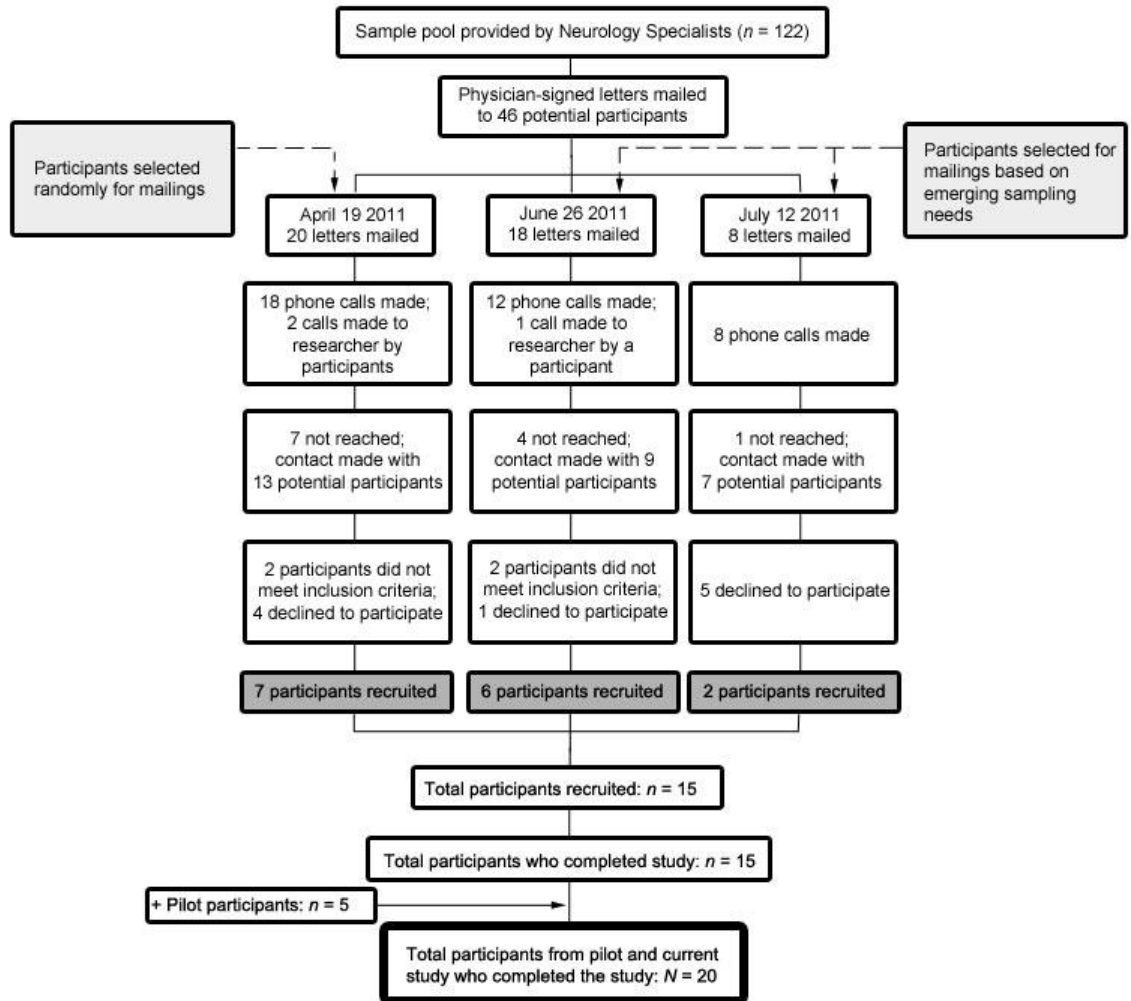 Sample pool provided by Neurology Specialists (n = 122)
Physician-signed letters mailed
to 46 potential participants
Participants selected
randomly for mailings
Participants selected for
mailings based on
emerging sampling
needs
April 19 2011
20 letters mailed
June 26 2011
18 letters mailed
July 12 2011
8 letters mailed
18 phone calls made;
2 calls made to
researcher by
participants
12 phone calls made;
1 call made to
researcher by a
participant
8 phone calls made
7 not reached;
contact made with
13 potential participants
4 not reached;
contact made with 9
potential participants
1 not reached;
contact made with
7 potential participants
2 participants did not
meet inclusion criteria;
4 declined to participate
2 participants did not
meet inclusion criteria;
1 declined to participate
5 declined to participate
7 participants recruited
6 participants recruited
2 participants recruited
Total participants recruited: n = 15
Total participants who completed study: n = 15
+ Pilot participants: n = 5
Total participants from pilot and current
study who completed the study: N = 20